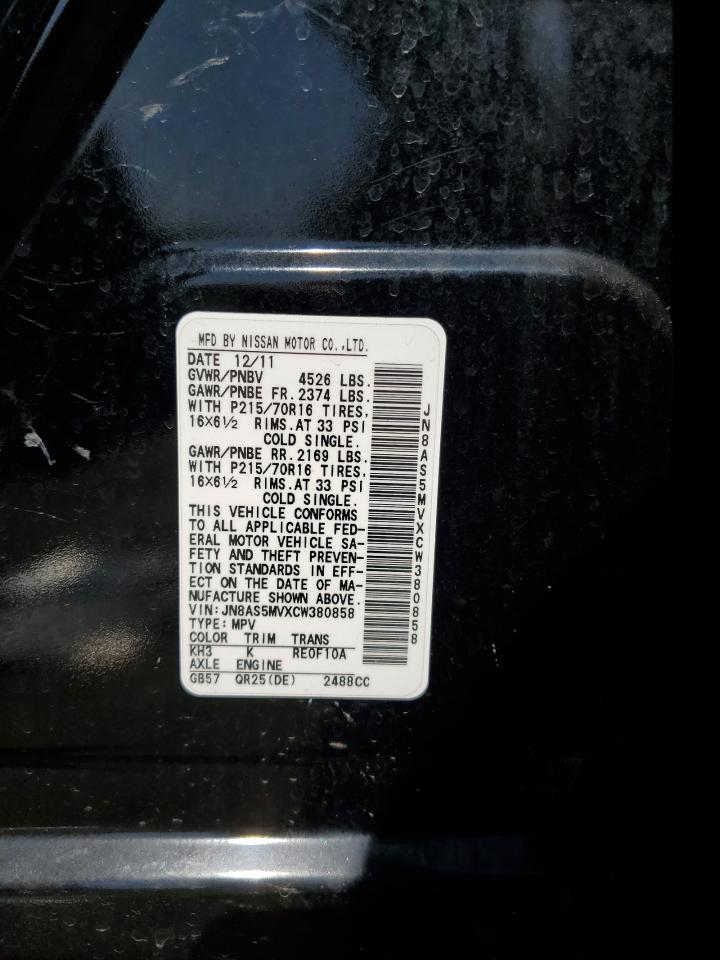 MFD BY NISSAN MOTOR CO.,LTD.
DATE 12/11
GVWR/PNBV 4526 LBS.
GAWR/PNBE FR. 2374 LBS.
WITH P215/70R16 TIRES,
16X6½ RIMS.AT 33 PSI
COLD SINGLE.
GAWR/PNBE RR. 2169 LBS.
WITH P215/70R16 TIRES,
16X6½ RIMS.AT 33 PSI
COLD SINGLE.
THIS VEHICLE CONFORMS
TO ALL APPLICABLE FED-
ERAL MOTOR VEHICLE SA-
FETY AND THEFT PREVEN-
TION STANDARDS IN EFF-
ECT ON THE DATE OF MA-
NUFACTURE SHOWN ABOVE.
VIN:JN8AS5MVXCW380858
TYPE:MPV
COLOR TRIM TRANS
KH3 K RE0F10A
AXLE ENGINE
GB57 QR25(DE) 2488CC
JN8AS5MVXCW380858